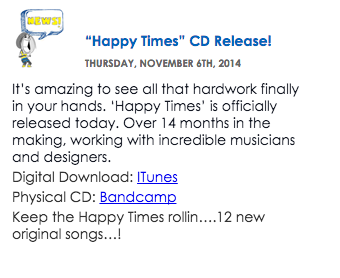 NEWS!
“Happy Times” CD Release!
THURSDAY, NOVEMBER 6TH, 2014
It’s amazing to see all that hardwork finally
in your hands. ‘Happy Times’ is officially
released today. Over 14 months in the
making, working with incredible musicians
and designers.
Digital Download: ITunes
Physical CD: Bandcamp
Keep the Happy Times rollin….12 new
original songs…!